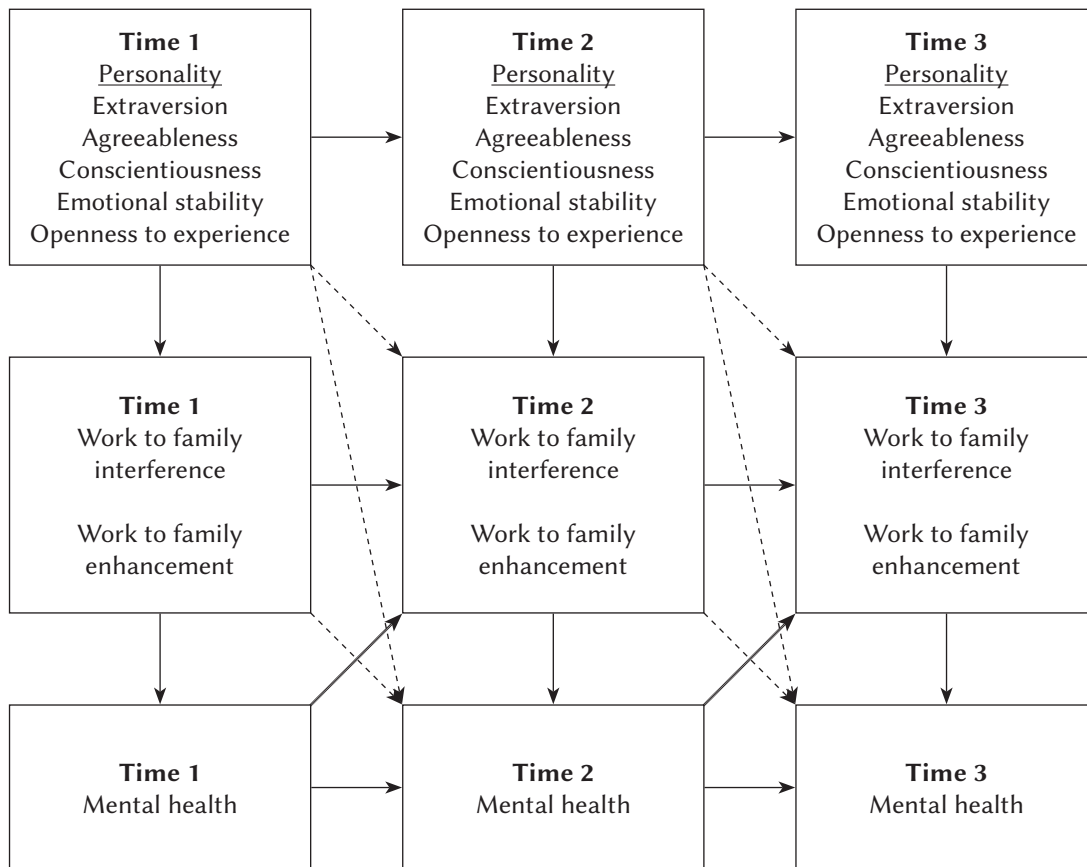 Time 1
Personality
Extraversion
Agreeableness
Conscientiousness
Emotional stability
Openness to experience
Time 2
Personality
Extraversion
Agreeableness
Conscientiousness
Emotional stability
Openness to experience
Time 3
Personality
Extraversion
Agreeableness
Conscientiousness
Emotional stability
Openness to experience
Time 1
Work to family
interference
Work to family
enhancement
Time 2
Work to family
interference
Work to family
enhancement
Time 3
Work to family
interference
Work to family
enhancement
Time 1
Mental health
Time 2
Mental health
Time 3
Mental health